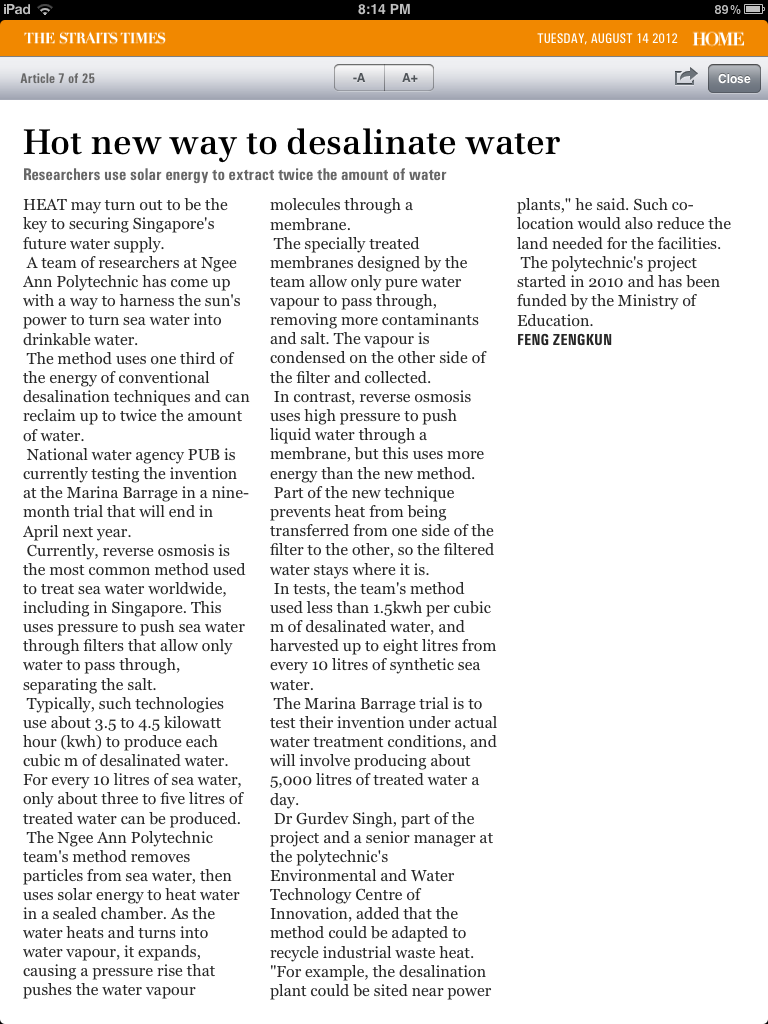 iPad
8:14 PM
89%
THE STRAITS TIMES
TUESDAY, AUGUST 14 2012
HOME
Article 7 of 25
-A
A+
Close
Hot new way to desalinate water
Researchers use solar energy to extract twice the amount of water
HEAT may turn out to be the
key to securing Singapore's
future water supply.
A team of researchers at Ngee
Ann Polytechnic has come up
with a way to harness the sun's
power to turn sea water into
drinkable water.
The method uses one third of
the energy of conventional
desalination techniques and can
reclaim up to twice the amount
of water.
National water agency PUB is
currently testing the invention
at the Marina Barrage in a nine-
month trial that will end in
April next year.
Currently, reverse osmosis is
the most common method used
to treat sea water worldwide,
including in Singapore. This
uses pressure to push sea water
through filters that allow only
water to pass through,
separating the salt.
Typically, such technologies
use about 3.5 to 4.5 kilowatt
hour (kwh) to produce each
cubic m of desalinated water.
For every 10 litres of sea water,
only about three to five litres of
treated water can be produced.
The Ngee Ann Polytechnic
team's method removes
particles from sea water, then
uses solar energy to heat water
in a sealed chamber. As the
water heats and turns into
water vapour, it expands,
causing a pressure rise that
pushes the water vapour
molecules through a
membrane.
The specially treated
membranes designed by the
team allow only pure water
vapour to pass through,
removing more contaminants
and salt. The vapour is
condensed on the other side of
the filter and collected.
In contrast, reverse osmosis
uses high pressure to push
liquid water through a
membrane, but this uses more
energy than the new method.
Part of the new technique
prevents heat from being
transferred from one side of the
filter to the other, so the filtered
water stays where it is.
In tests, the team's method
used less than 1.5kwh per cubic
m of desalinated water, and
harvested up to eight litres from
every 10 litres of synthetic sea
water.
The Marina Barrage trial is to
test their invention under actual
water treatment conditions, and
will involve producing about
5,000 litres of treated water a
day.
Dr Gurdev Singh, part of the
project and a senior manager at
the polytechnic's
Environmental and Water
Technology Centre of
Innovation, added that the
method could be adapted to
recycle industrial waste heat.
"For example, the desalination
plant could be sited near power
plants," he said. Such co-
location would also reduce the
land needed for the facilities.
The polytechnic's project
started in 2010 and has been
funded by the Ministry of
Education.
FENG ZENGKUN